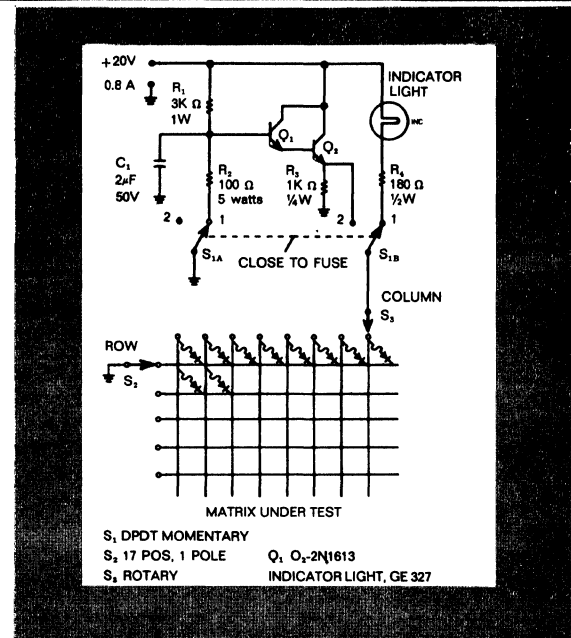 +20V
0.8 A
R₁
3K Ω
1W
INDICATOR
LIGHT
INC
Q₁
Q₂
C₁
2μF
50V
R₂
100 Ω
5 watts
R₃
1K Ω
¼W
R₄
180 Ω
½W
2
1
2
1
S₁A
CLOSE TO FUSE
S₁B
COLUMN
S₃
ROW
S₂
MATRIX UNDER TEST
S₁ DPDT MOMENTARY
S₂ 17 POS, 1 POLE Q₁ O₂-2N1613
S₃ ROTARY INDICATOR LIGHT, GE 327